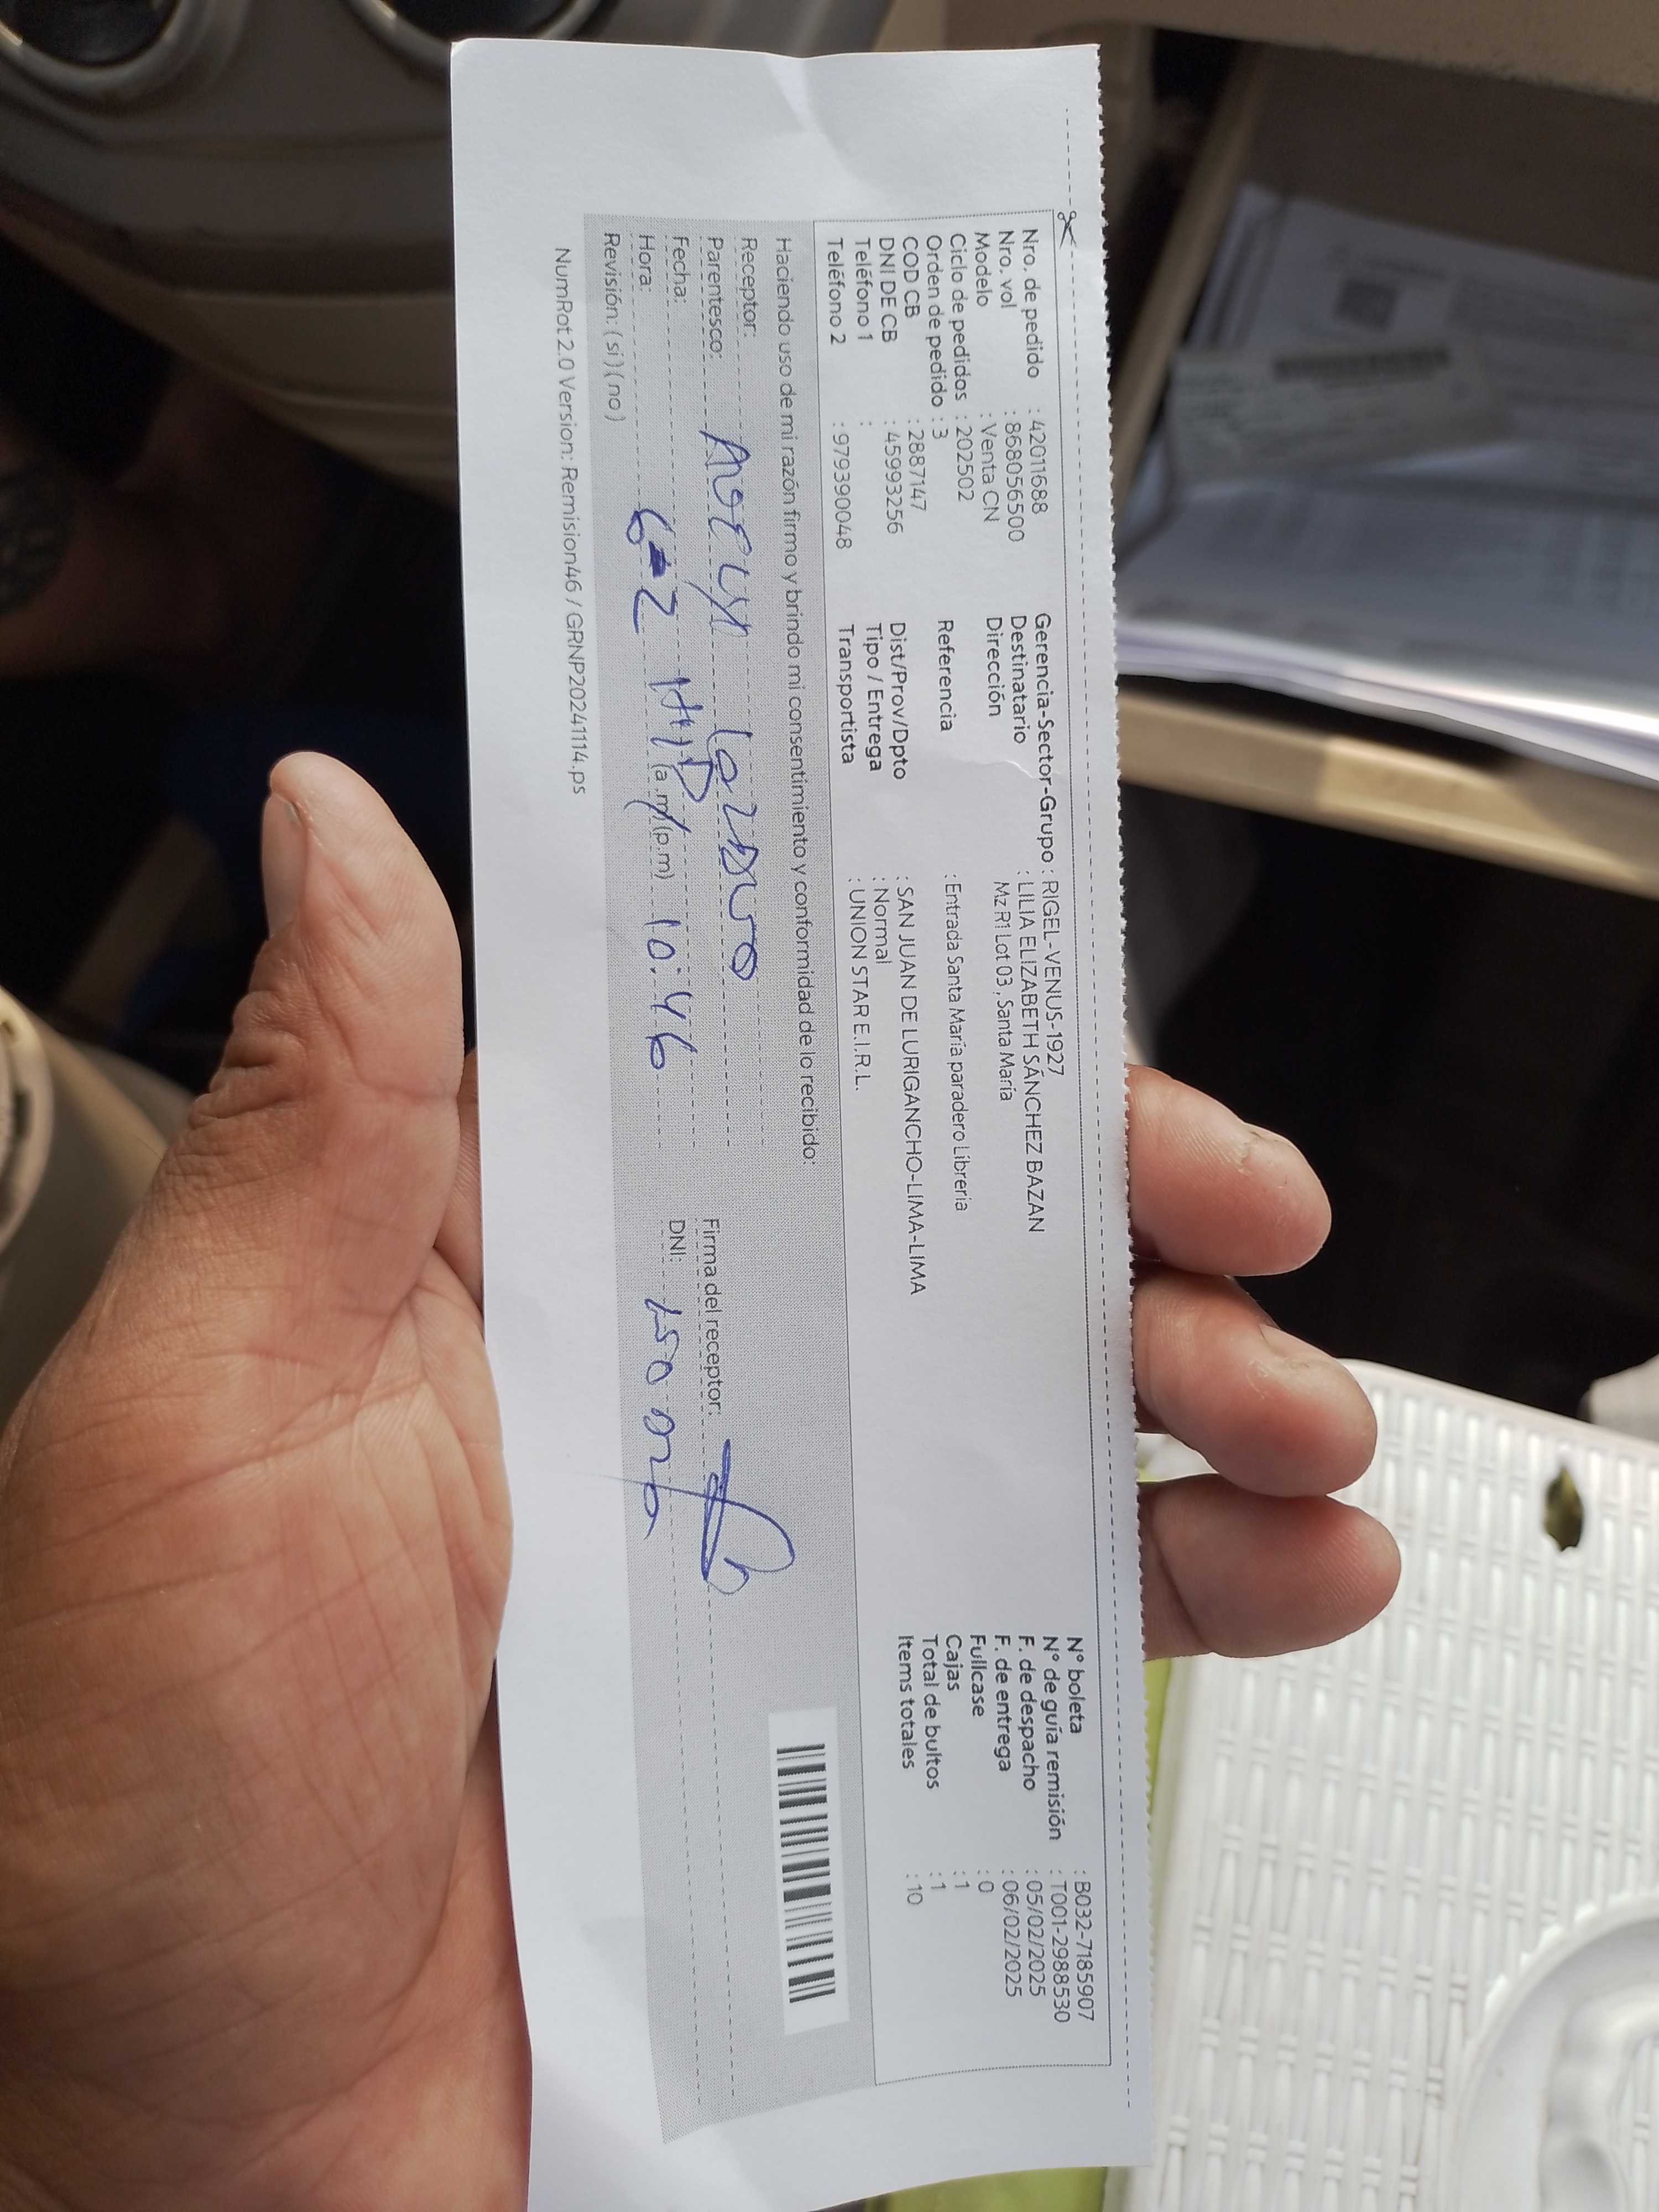 Nro. de pedido : 42011688
Nro. vol : 868056500
Modelo : Venta CN
Ciclo de pedidos : 202502
Orden de pedido : 3
COD CB : 2887147
DNI DE CB : 45993256
Teléfono 1 :
Teléfono 2 : 979390048
Gerencia-Sector-Grupo : RIGEL-VENUS-1927
Destinatario : LILIA ELIZABETH SÁNCHEZ BAZAN
Dirección Mz R1 Lot 03 , Santa María
Referencia : Entrada Santa María paradero Libreria
Dist/Prov/Dpto : SAN JUAN DE LURIGANCHO-LIMA-LIMA
Tipo / Entrega : Normal
Transportista : UNION STAR E.I.R.L.
N° boleta : B032-7185907
N° de guía remisión : T001-2988530
F. de despacho : 05/02/2025
F. de entrega : 06/02/2025
Fullcase : 0
Cajas : 1
Total de bultos : 1
Items totales : 10
Haciendo uso de mi razón firmo y brindo mi consentimiento y conformidad de lo recibido:
Receptor:
Parentesco:
Fecha: 6-2
Hora: (a.m)(p.m) 10:46
Revisión: ( si ) ( no )
Firma del receptor:
DNI:
NumRot 2.0 Version: Remision46 / GRNP20241114.ps